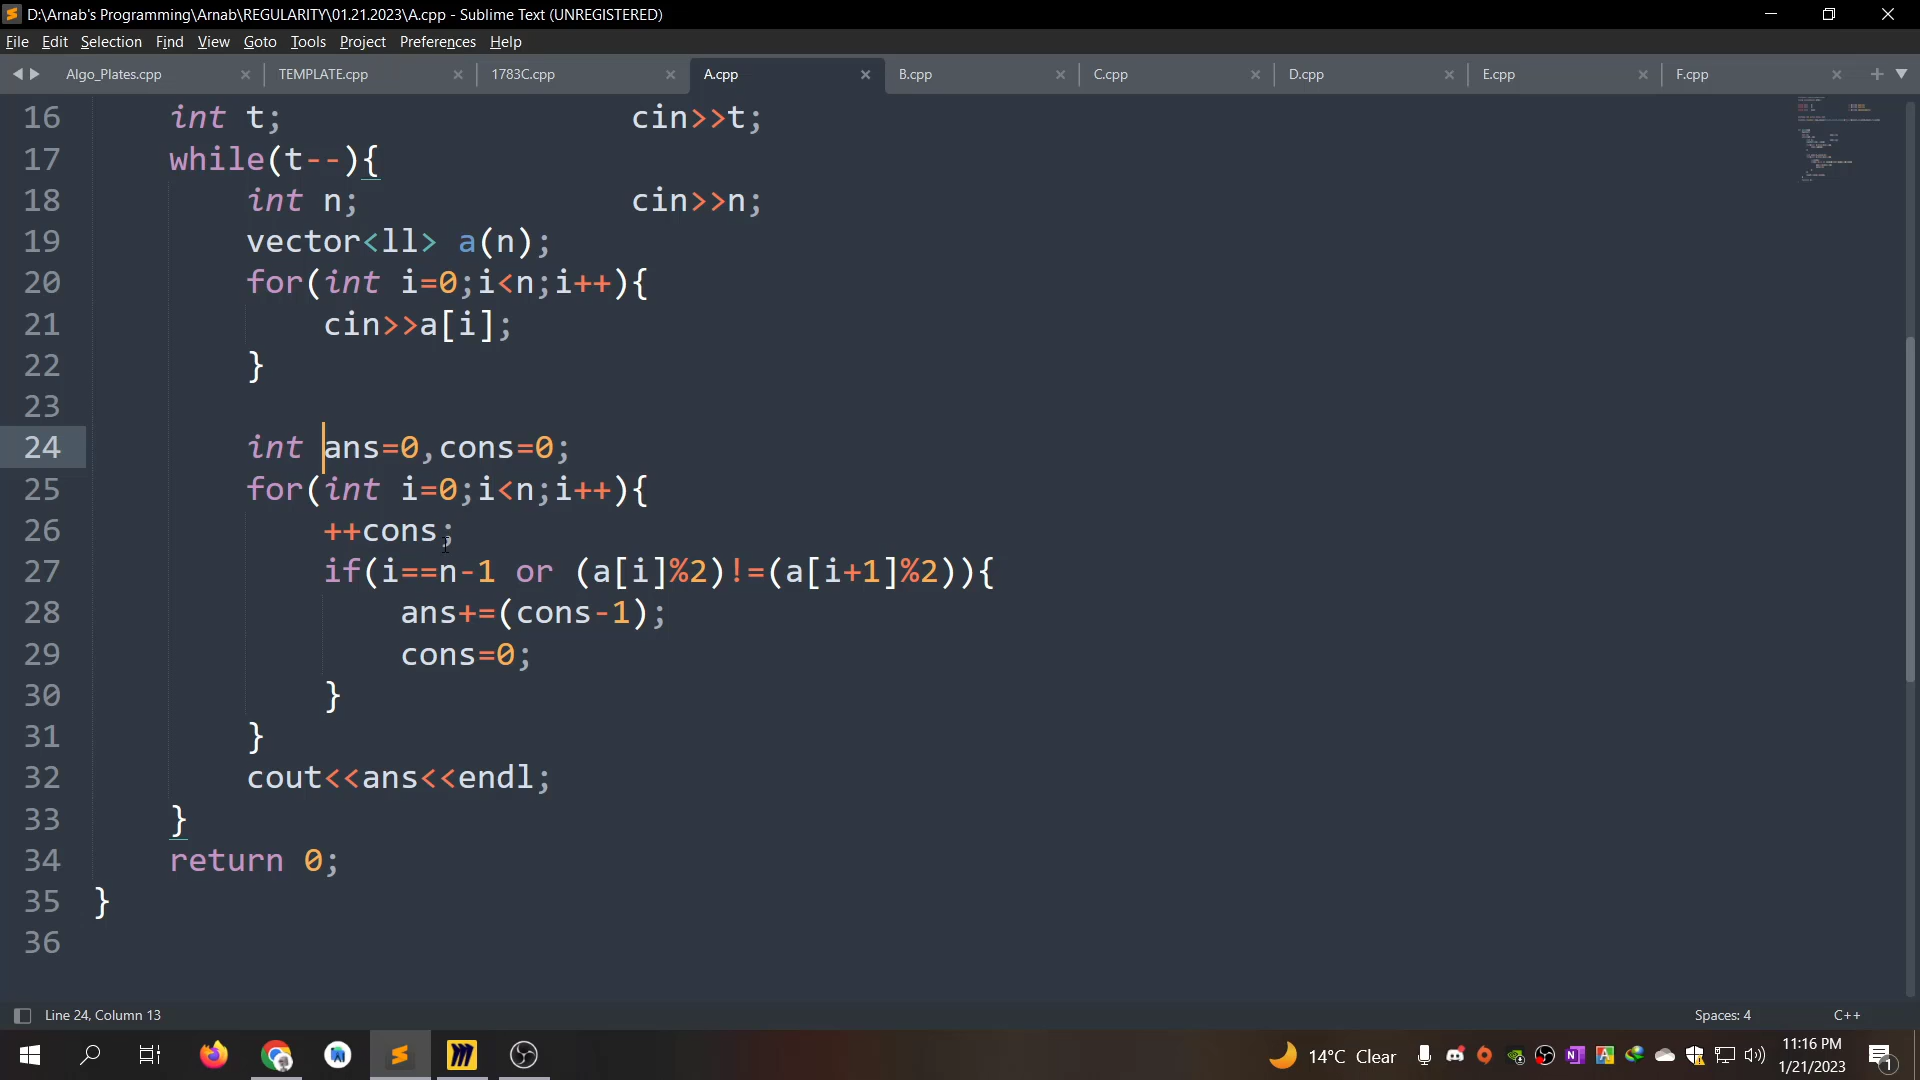 D:\Arnab's Programming\Arnab\REGULARITY\01.21.2023\A.cpp - Sublime Text (UNREGISTERED)
File Edit Selection Find View Goto Tools Project Preferences Help
Algo_Plates.cpp TEMPLATE.cpp 1783C.cpp A.cpp B.cpp C.cpp D.cpp E.cpp F.cpp
16 int t; cin>>t;
17 while(t--){
18 int n; cin>>n;
19 vector<ll> a(n);
20 for(int i=0;i<n;i++){
21 cin>>a[i];
22 }
23
24 int ans=0,cons=0;
25 for(int i=0;i<n;i++){
26 ++cons;
27 if(i==n-1 or (a[i]%2)!=(a[i+1]%2)){
28 ans+=(cons-1);
29 cons=0;
30 }
31 }
32 cout<<ans<<endl;
33 }
34 return 0;
35 }
36
Line 24, Column 13 Spaces: 4 C++
14°C Clear
11:16 PM
1/21/2023
1